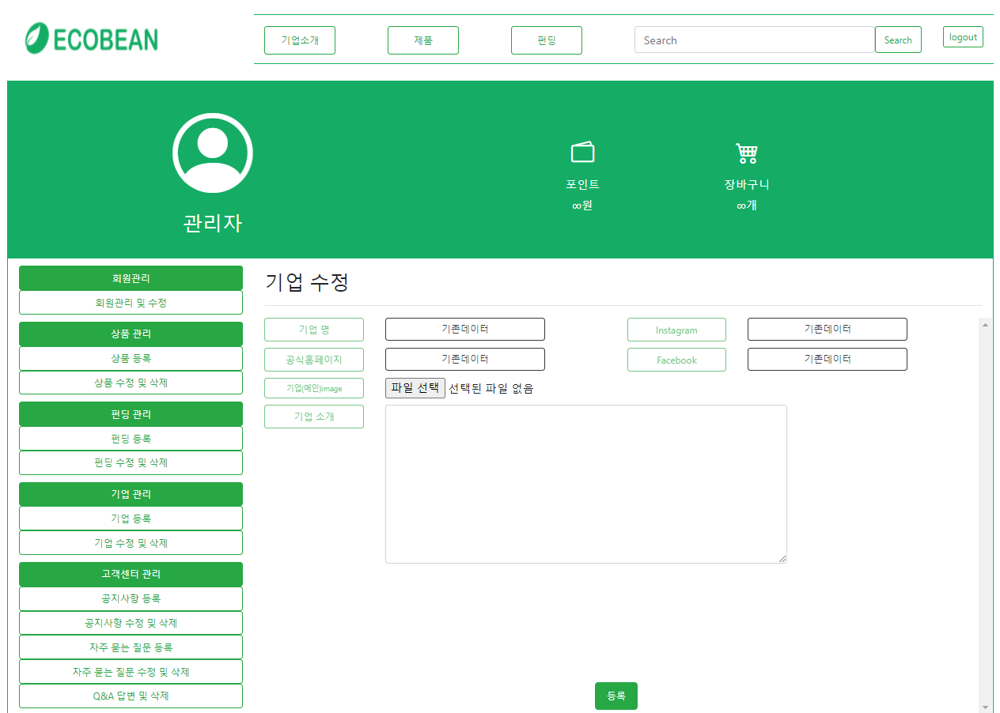 ECOBEAN
기업소개
제품
펀딩
Search
Search
logout
관리자
포인트
∞원
장바구니
∞개
회원관리
회원관리 및 수정
상품 관리
상품 등록
상품 수정 및 삭제
펀딩 관리
펀딩 등록
펀딩 수정 및 삭제
기업 관리
기업 등록
기업 수정 및 삭제
고객센터 관리
공지사항 등록
공지사항 수정 및 삭제
자주 묻는 질문 등록
자주 묻는 질문 수정 및 삭제
Q&A 답변 및 삭제
기업 수정
기업 명 기존데이터 Instagram 기존데이터
공식홈페이지 기존데이터 Facebook 기존데이터
기업(메인)image 파일 선택 선택된 파일 없음
기업 소개
등록